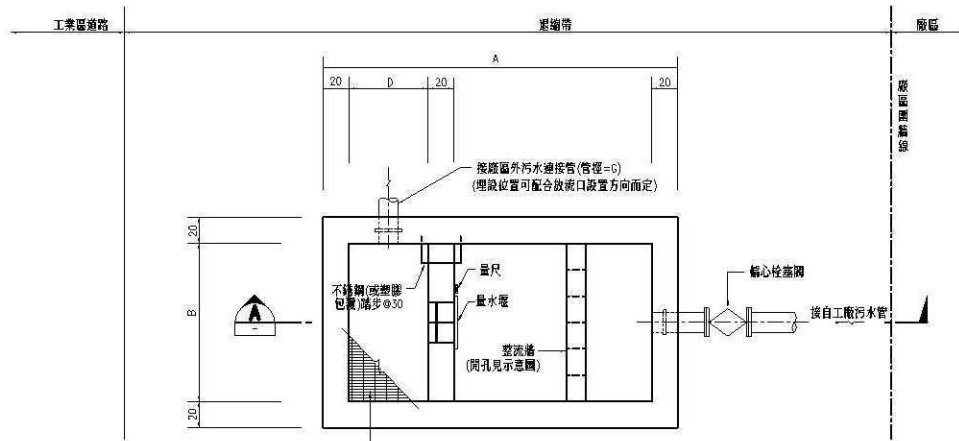 工業區道路
退縮帶
廠區
A
20
D
20
20
廠區圍牆線
接廠區外污水連接管(管徑=G)
(埋設位置可配合放流口設置方向而定)
20
B
20
A
-
不銹鋼(或塑膠
包覆)踏步@30
量尺
量水堰
整流牆
(開孔見示意圖)
偏心栓塞閥
接自工廠污水管